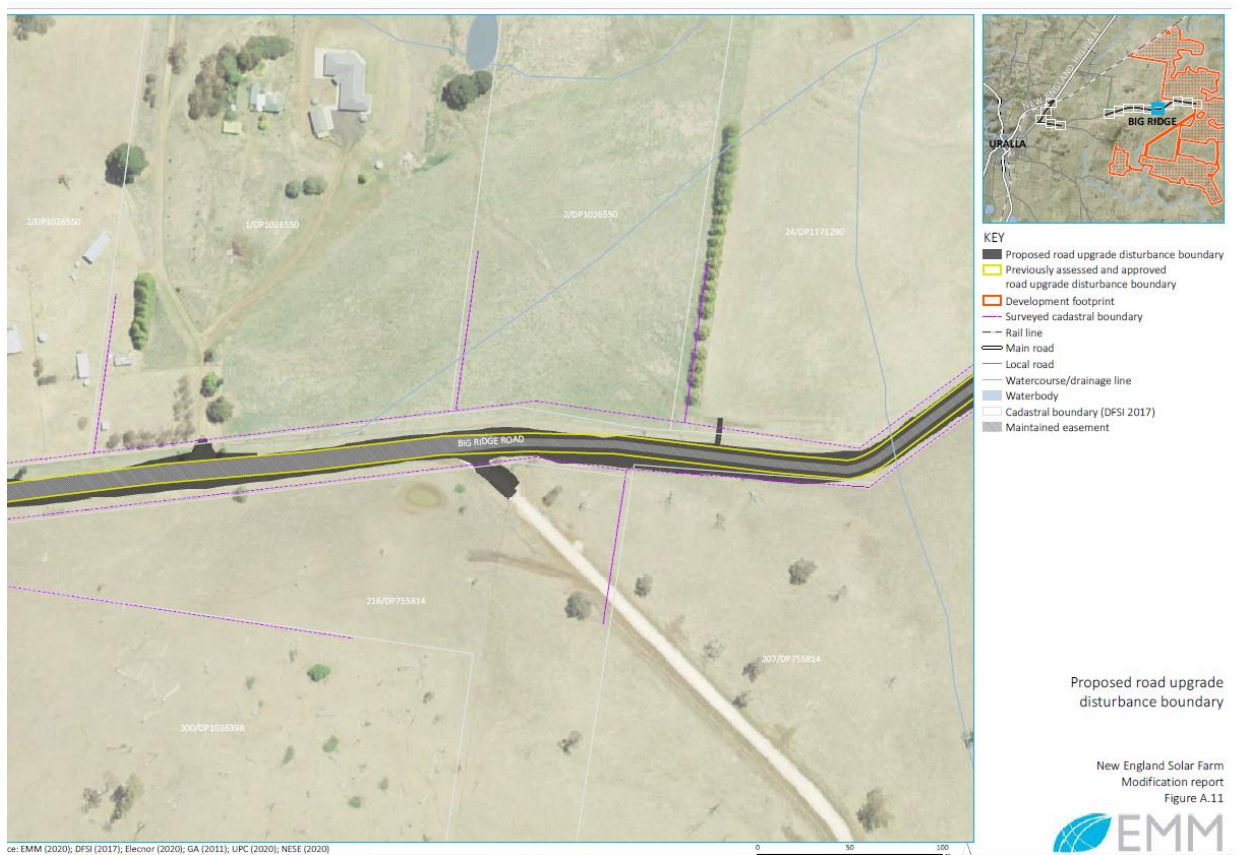 NEW ENGLAND HIGHWAY
BIG RIDGE
URALLA
2/DP1026550
1/DP1026550
2/DP1026550
24/DP1171290
BIG RIDGE ROAD
216/DP755814
207/DP755814
300/DP1036398
KEY
Proposed road upgrade disturbance boundary
Previously assessed and approved
road upgrade disturbance boundary
Development footprint
Surveyed cadastral boundary
Rail line
Main road
Local road
Watercourse/drainage line
Waterbody
Cadastral boundary (DFSI 2017)
Maintained easement
Proposed road upgrade
disturbance boundary
New England Solar Farm
Modification report
Figure A.11
EMM
ce: EMM (2020); DFSI (2017); Elecnor (2020); GA (2011); UPC (2020); NESE (2020)
0 50 100